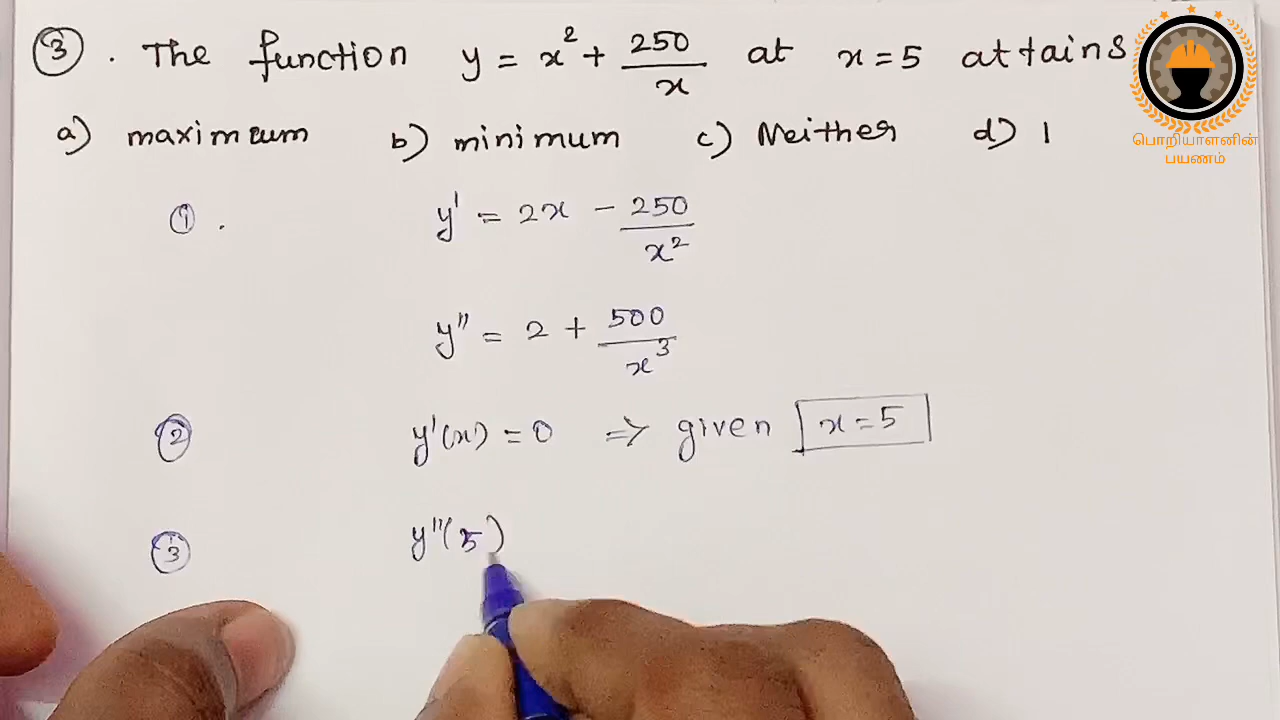 ③ . The function y = x² + 250/x at x = 5 attains
a) maximum b) minimum c) Neither d) 1
பொறியாளனின்
பயணம்
① . y' = 2x - 250/x²
y'' = 2 + 500/x³
② y'(x) = 0 ⇒ given x = 5
③ y''(5)